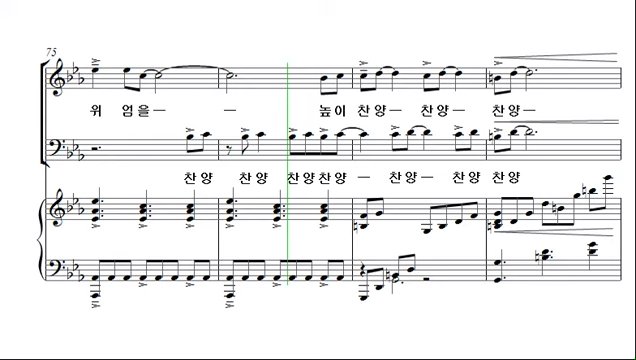 75
위 엄을 — — 높이 찬양 — 찬양 — 찬양 —
찬양 찬양 찬양찬양 — 찬양 — 찬양 찬양